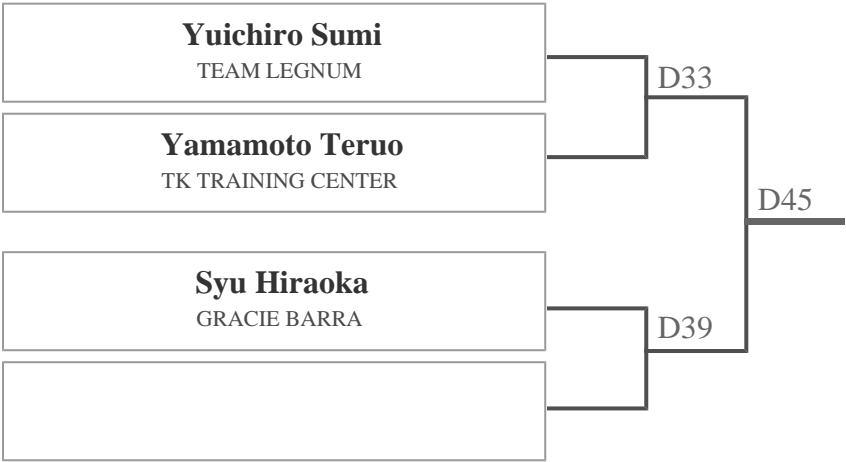 Yuichiro Sumi
TEAM LEGNUM
D33
Yamamoto Teruo
TK TRAINING CENTER
D45
Syu Hiraoka
GRACIE BARRA
D39